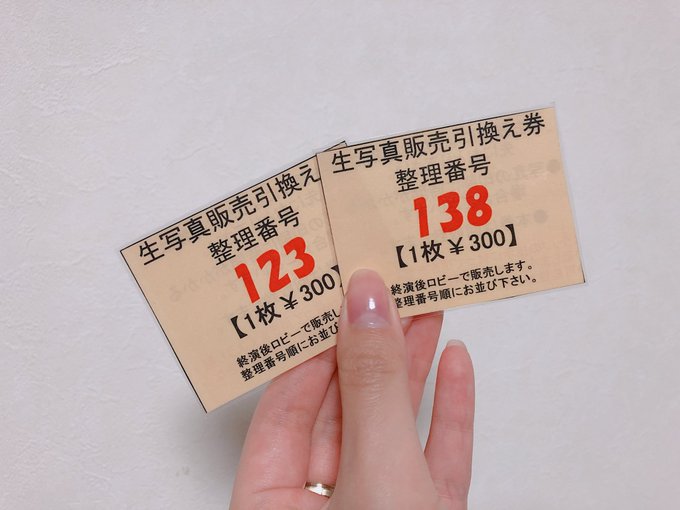 生写真販売引換え
整理番号
123
【1枚￥300】
終演後ロビーで販売し
整理番号順にお並び
生写真販売引換え券
整理番号
138
【1枚￥300】
終演後ロビーで販売します。
整理番号順にお並び下さい。